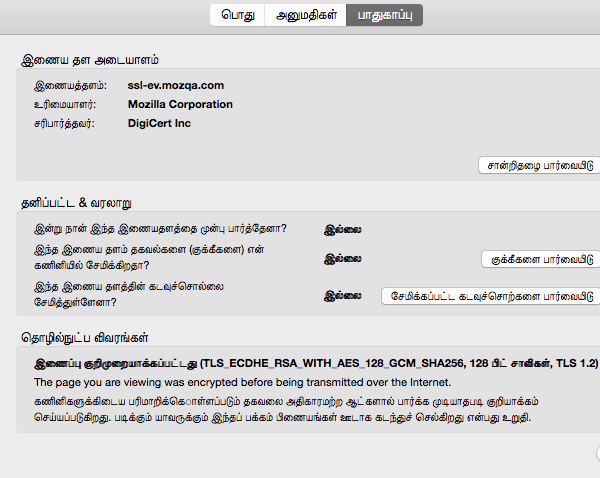 பொது அனுமதிகள் பாதுகாப்பு
இணைய தள அடையாளம்
இணையத்தளம்: ssl-ev.mozqa.com
உரிமையாளர்: Mozilla Corporation
சரிபார்த்தவர்: DigiCert Inc
சான்றிதழை பார்வையிடு
தனிப்பட்ட & வரலாறு
இன்று நான் இந்த இணையதளத்தை முன்பு பார்த்தேனா? இல்லை
இந்த இணைய தளம் தகவல்களை (குக்கீகளை) என்
கணினியில் சேமிக்கிறதா? இல்லை குக்கீகளை பார்வையிடு
இந்த இணைய தளத்தின் கடவுச்சொல்லை
சேமித்துள்ளேனா? இல்லை சேமிக்கப்பட்ட கடவுச்சொற்களை பார்வையிடு
தொழில்நுட்ப விவரங்கள்
இணைப்பு குறிமுறையாக்கப்பட்டது (TLS_ECDHE_RSA_WITH_AES_128_GCM_SHA256, 128 பிட் சாவிகள், TLS 1.2)
The page you are viewing was encrypted before being transmitted over the Internet.
கணினிகளுக்கிடைய பரிமாறிக்கொள்ளப்படும் தகவலை அதிகாரமற்ற ஆட்களால் பார்க்க முடியாதபடி குறியாக்கம்
செய்யப்படுகிறது. படிக்கும் யாவருக்கும் இந்தப் பக்கம் பிணையங்கள் ஊடாக கடந்துச் செல்கிறது என்பது உறுதி.